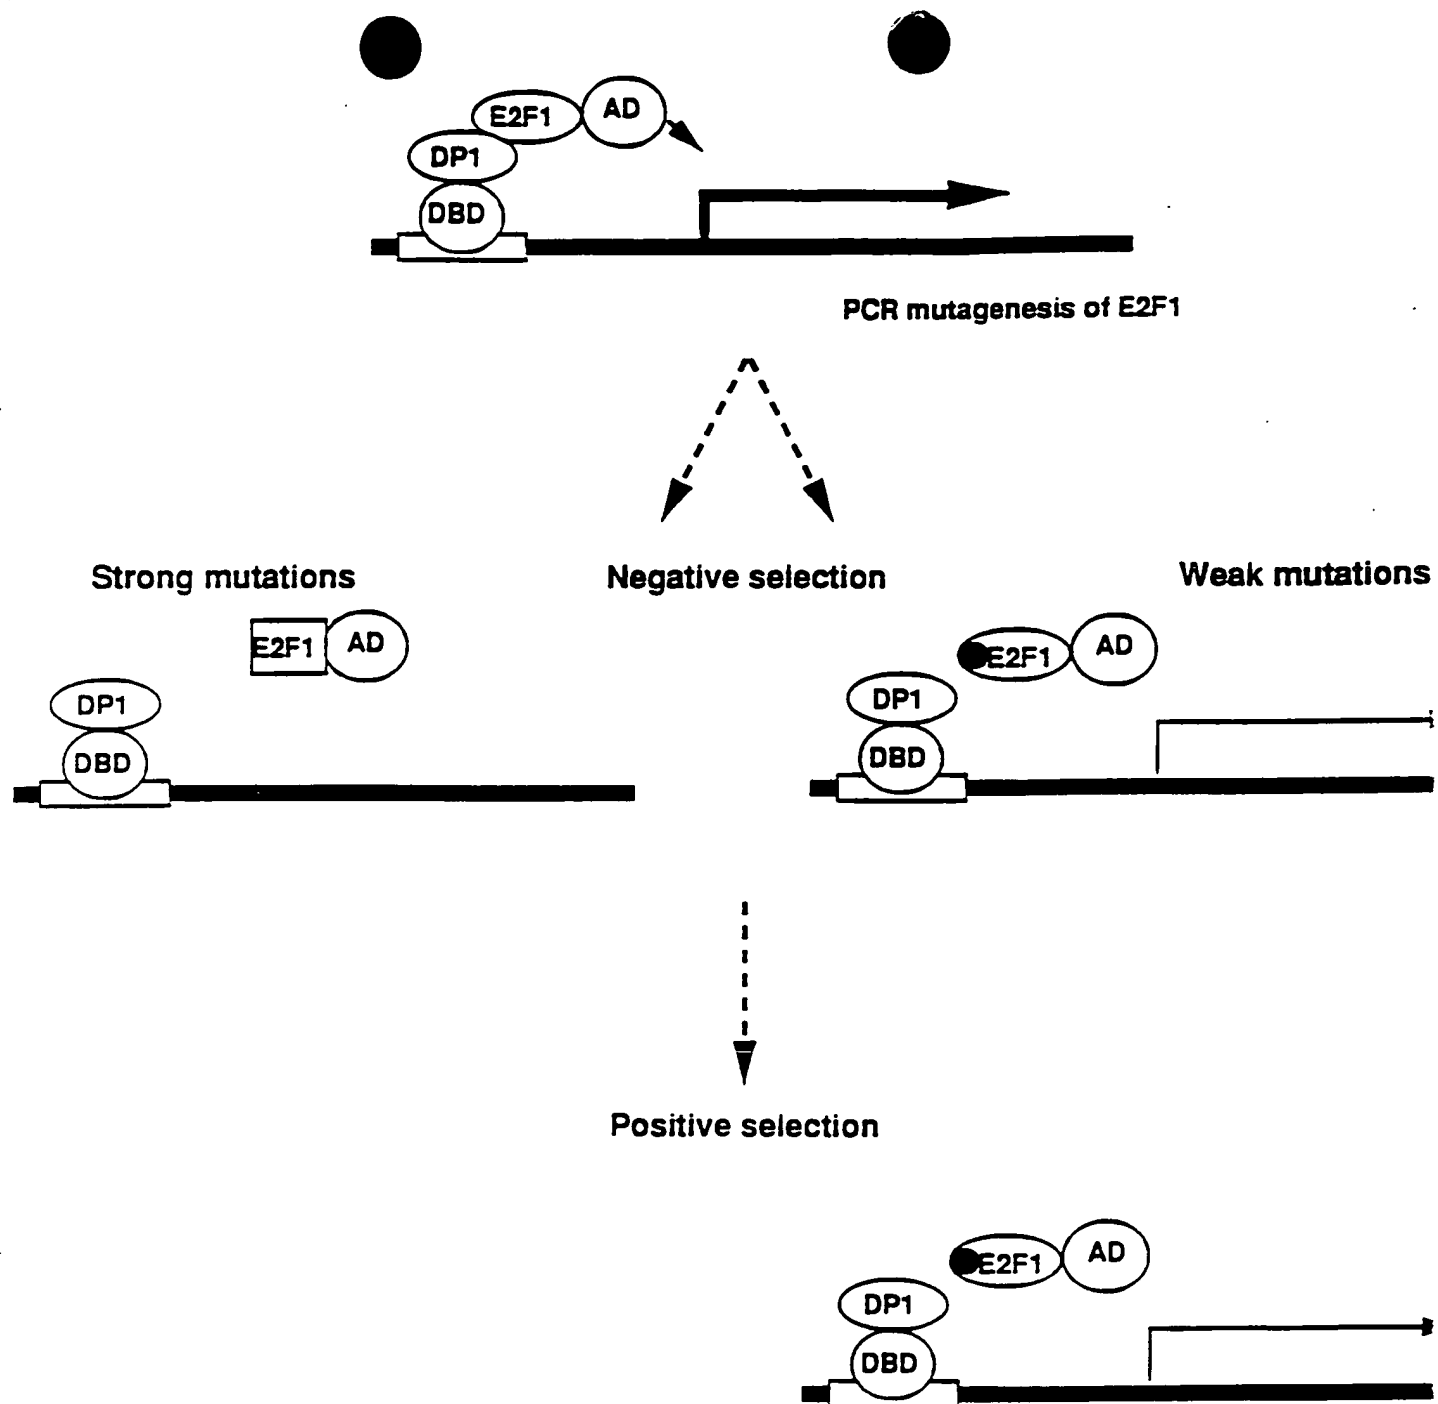 E2F1 AD
DP1
DBD
PCR mutagenesis of E2F1
Strong mutations
Negative selection
Weak mutations
E2F1 AD
DP1
DBD
E2F1 AD
DP1
DBD
Positive selection
E2F1 AD
DP1
DBD